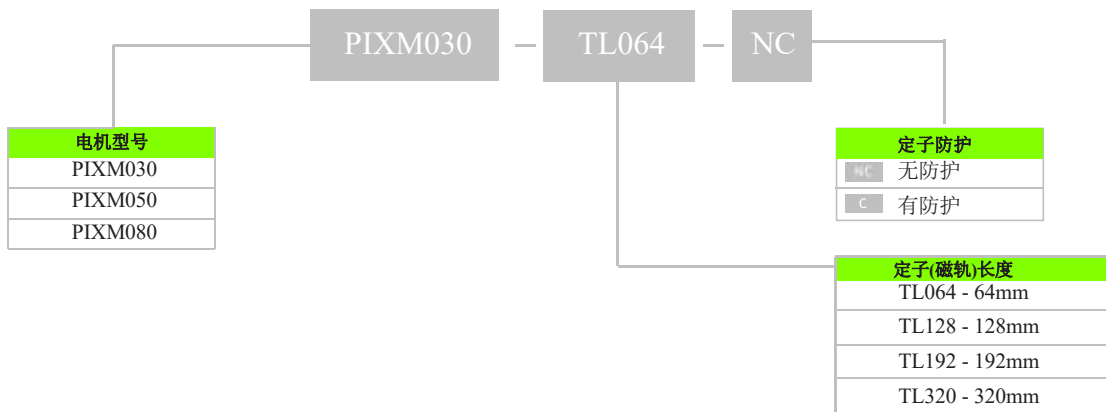 PIXM030 – TL064 – NC
电机型号
PIXM030
PIXM050
PIXM080
定子防护
NC 无防护
C 有防护
定子(磁轨)长度
TL064 - 64mm
TL128 - 128mm
TL192 - 192mm
TL320 - 320mm